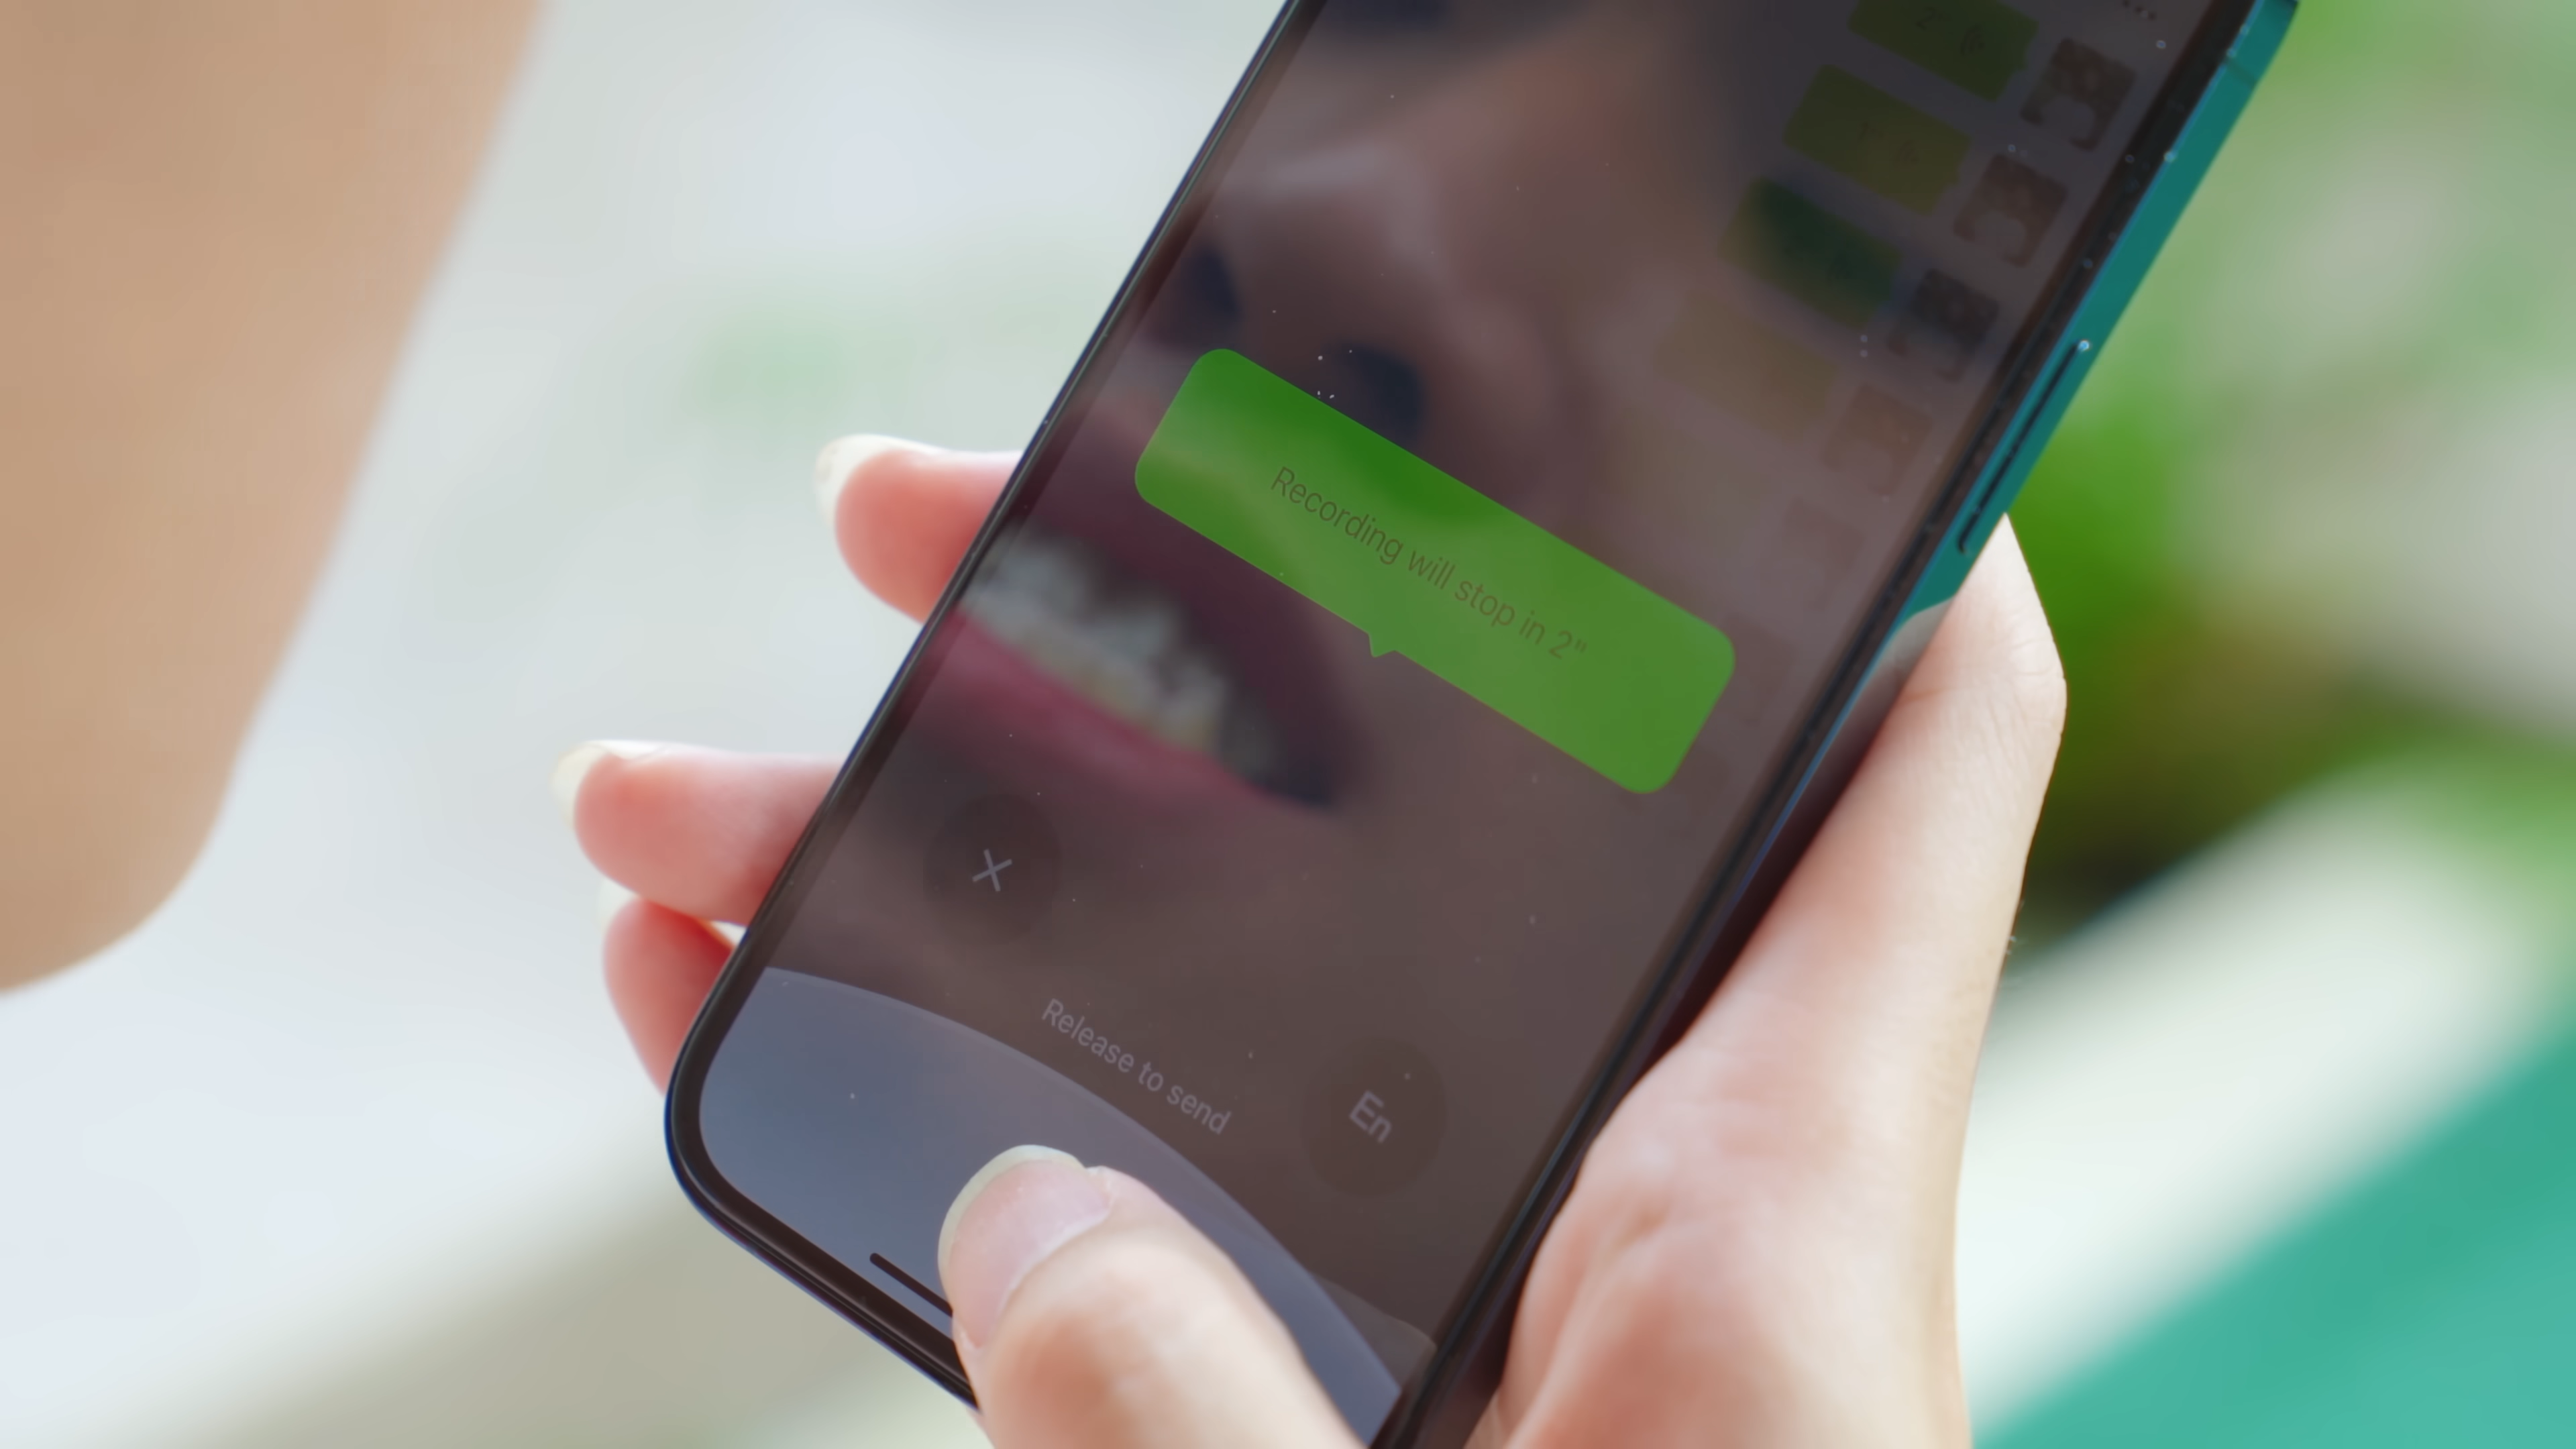 Recording will stop in 2"
Release to send
En